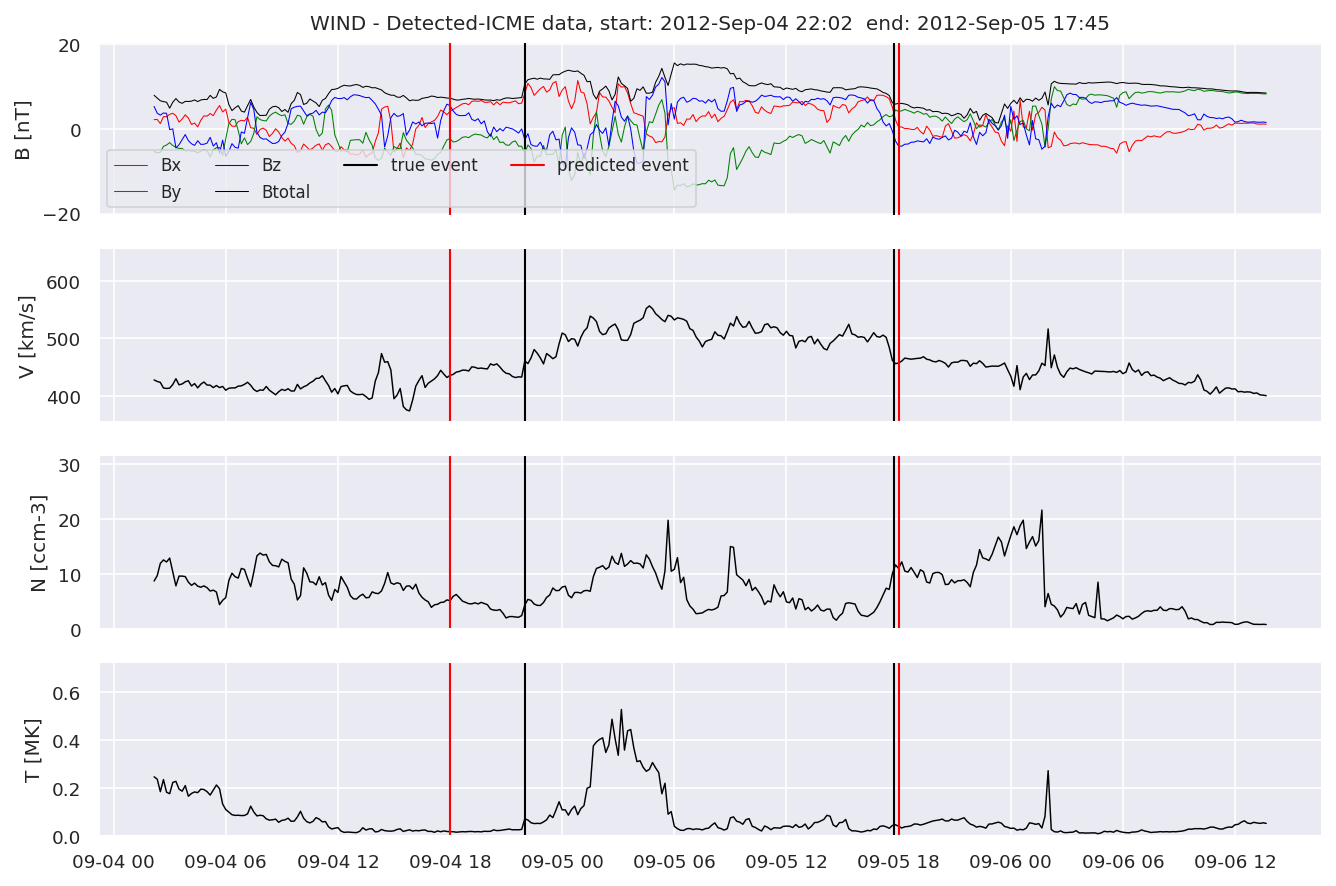 WIND - Detected-ICME data, start: 2012-Sep-04 22:02  end: 2012-Sep-05 17:45
B [nT]
20
0
−20
Bx
Bz
true event
predicted event
By
Btotal
V [km/s]
600
500
400
N [ccm-3]
30
20
10
0
T [MK]
0.6
0.4
0.2
0.0
09-04 00 09-04 06 09-04 12 09-04 18 09-05 00 09-05 06 09-05 12 09-05 18 09-06 00 09-06 06 09-06 12